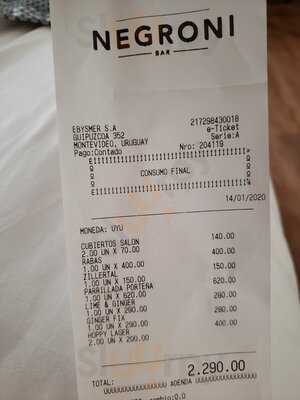 NEGRONI
BAR
EBYSMER S.A
GUIPUZCOA 352
MONTEVIDEO, URUGUAY
Pago:Contado
217298430018
e-Ticket
Serie:A
Nro: 204119
CONSUMO FINAL
14/01/2020
MONEDA: UYU
CUBIERTOS SALON
2.00 UN X 70.00 140.00
RABAS
1.00 UN X 400.00 400.00
ZILLERTAL
1.00 UN X 150.00 150.00
PARRILLADA PORTEÑA
1.00 UN X 620.00 620.00
LIME & GINGER
1.00 UN X 290.00 280.00
GINGER FIX
1.00 UN X 290.00 280.00
HOPPY LAGER
2.00 UN X 200.00 400.00
TOTAL: 2.290.00
ADENDA